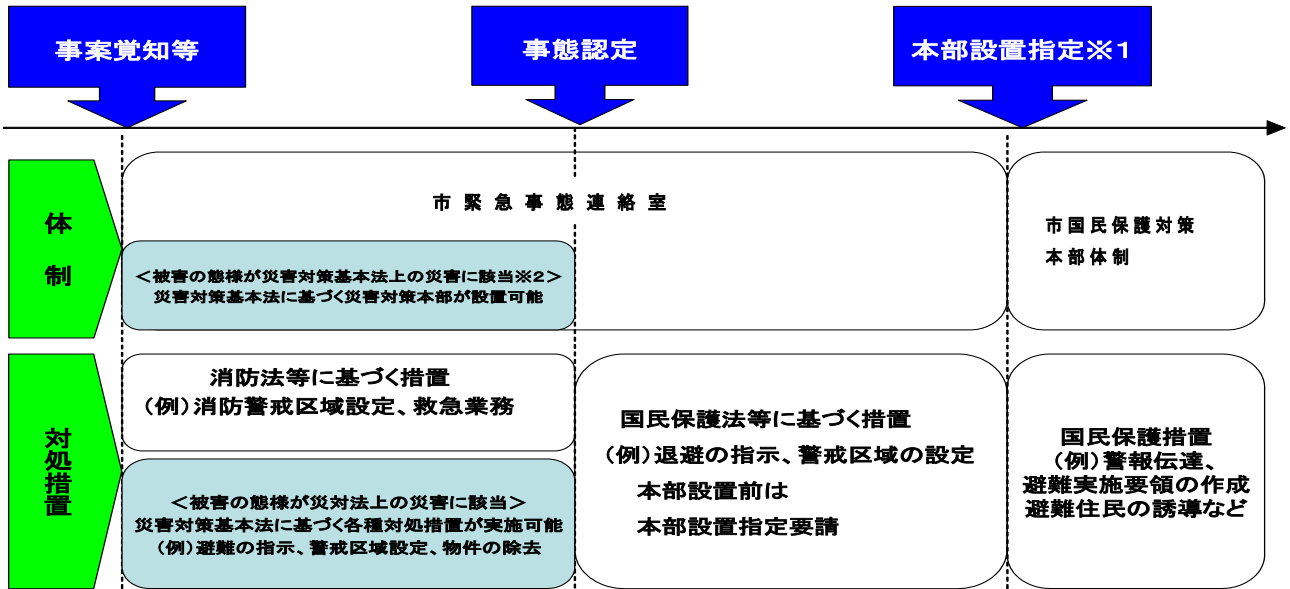 事案覚知等
事態認定
本部設置指定※1
体制
市緊急事態連絡室
＜被害の態様が災害対策基本法上の災害に該当※2＞
災害対策基本法に基づく災害対策本部が設置可能
市国民保護対策
本部体制
対処措置
消防法等に基づく措置
（例）消防警戒区域設定、救急業務
＜被害の態様が災対法上の災害に該当＞
災害対策基本法に基づく各種対処措置が実施可能
（例）避難の指示、警戒区域設定、物件の除去
国民保護法等に基づく措置
（例）退避の指示、警戒区域の設定
本部設置前は
本部設置指定要請
国民保護措置
（例）警報伝達、
避難実施要領の作成
避難住民の誘導など